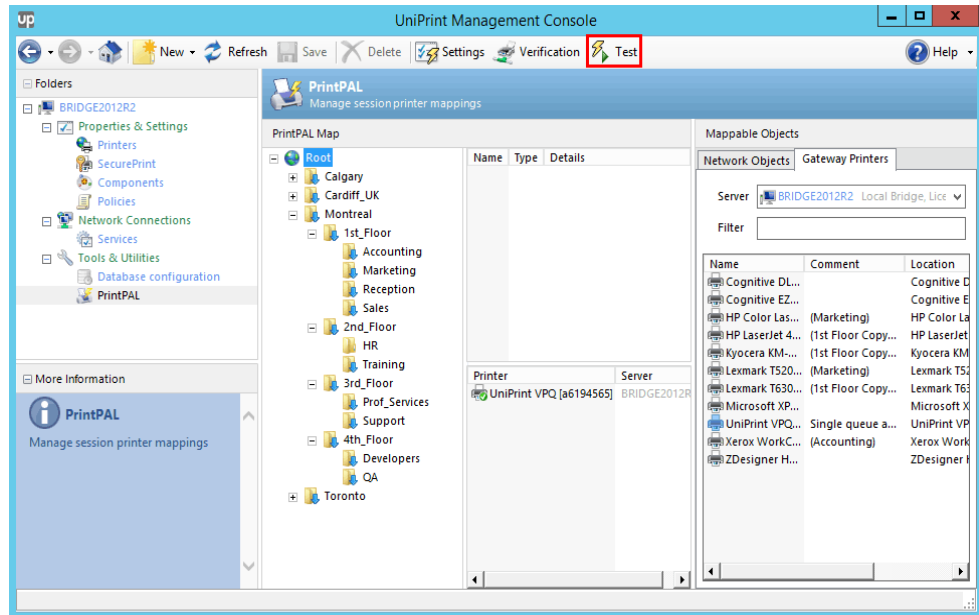 up UniPrint Management Console
New Refresh Save Delete Settings Verification Test Help
Folders
BRIDGE2012R2
Properties & Settings
Printers
SecurePrint
Components
Policies
Network Connections
Services
Tools & Utilities
Database configuration
PrintPAL
More Information
PrintPAL
Manage session printer mappings
PrintPAL
Manage session printer mappings
PrintPAL Map
Root
Calgary
Cardiff_UK
Montreal
1st_Floor
Accounting
Marketing
Reception
Sales
2nd_Floor
HR
Training
3rd_Floor
Prof_Services
Support
4th_Floor
Developers
QA
Toronto
Name Type Details
Printer Server
UniPrint VPQ [a6194565] BRIDGE2012R
Mappable Objects
Network Objects Gateway Printers
Server BRIDGE2012R2 Local Bridge, Lice
Filter
Name Comment Location
Cognitive DL... Cognitive D
Cognitive EZ... Cognitive E
HP Color Las... (Marketing) HP Color La
HP LaserJet 4... (1st Floor Copy... HP LaserJet
Kyocera KM-... (1st Floor Copy... Kyocera KM
Lexmark T520... (Marketing) Lexmark T52
Lexmark T630... (1st Floor Copy... Lexmark T63
Microsoft XP... Microsoft X
UniPrint VPQ... Single queue a... UniPrint VP
Xerox WorkC... (Accounting) Xerox Work
ZDesigner H... ZDesigner H